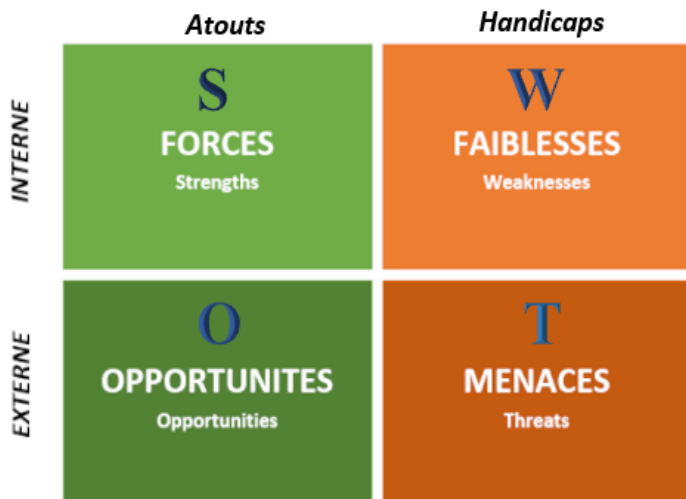 Atouts
Handicaps
INTERNE
S
FORCES
Strengths
W
FAIBLESSES
Weaknesses
EXTERNE
O
OPPORTUNITES
Opportunities
T
MENACES
Threats